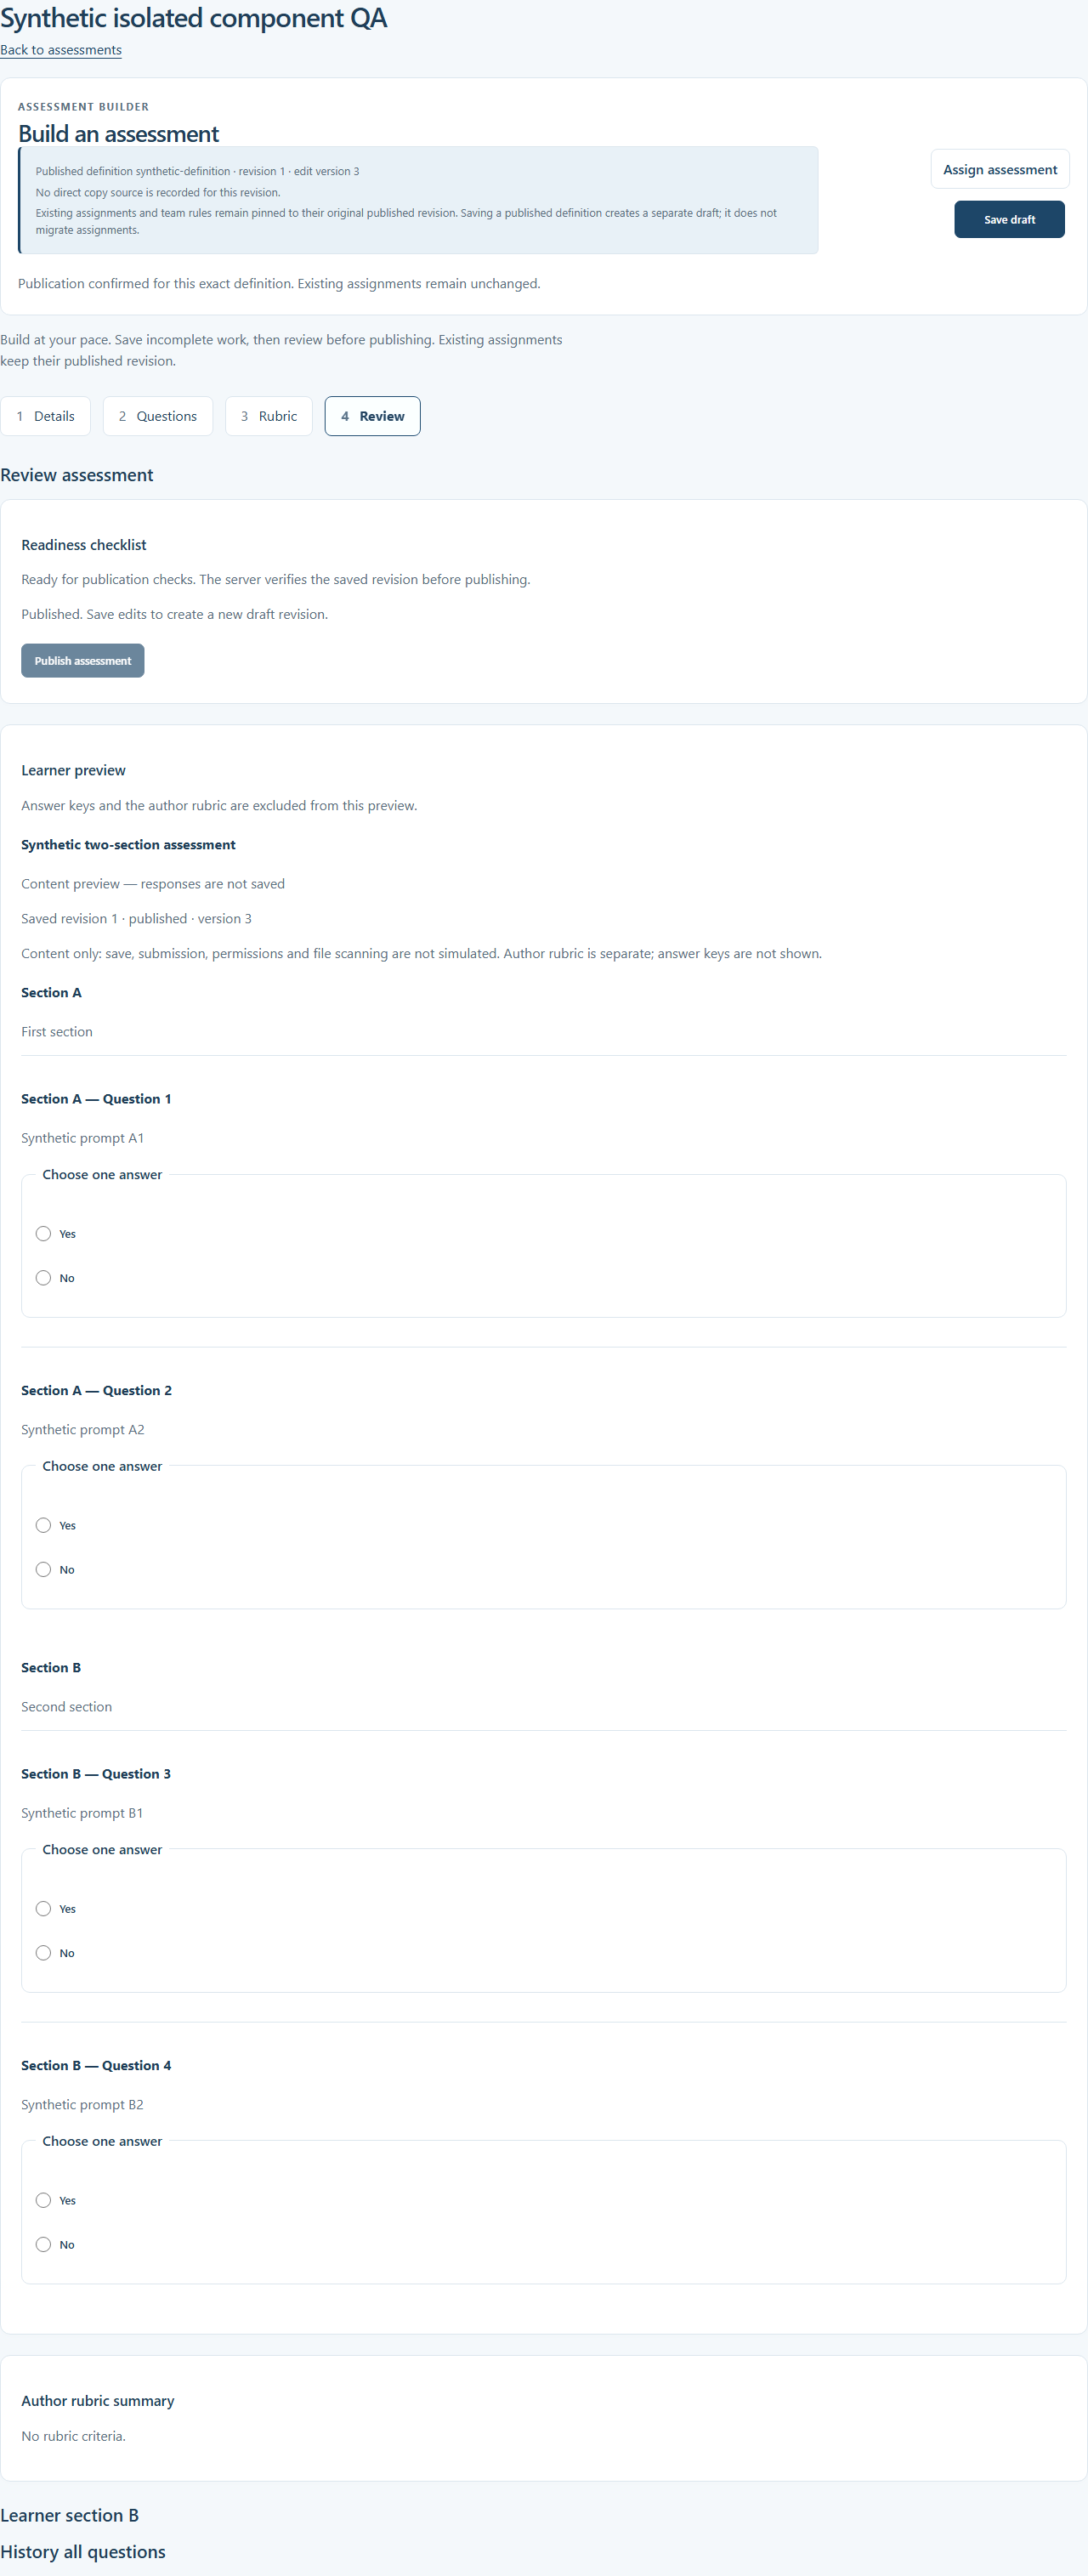 Synthetic isolated component QA
Back to assessments
ASSESSMENT BUILDER
Build an assessment
Published definition synthetic-definition · revision 1 · edit version 3
No direct copy source is recorded for this revision.
Existing assignments and team rules remain pinned to their original published revision. Saving a published definition creates a separate draft; it does not
migrate assignments.
Assign assessment
Save draft
Publication confirmed for this exact definition. Existing assignments remain unchanged.
Build at your pace. Save incomplete work, then review before publishing. Existing assignments
keep their published revision.
1 Details
2 Questions
3 Rubric
4 Review
Review assessment
Readiness checklist
Ready for publication checks. The server verifies the saved revision before publishing.
Published. Save edits to create a new draft revision.
Publish assessment
Learner preview
Answer keys and the author rubric are excluded from this preview.
Synthetic two-section assessment
Content preview — responses are not saved
Saved revision 1 · published · version 3
Content only: save, submission, permissions and file scanning are not simulated. Author rubric is separate; answer keys are not shown.
Section A
First section
Section A — Question 1
Synthetic prompt A1
Choose one answer
Yes
No
Section A — Question 2
Synthetic prompt A2
Choose one answer
Yes
No
Section B
Second section
Section B — Question 3
Synthetic prompt B1
Choose one answer
Yes
No
Section B — Question 4
Synthetic prompt B2
Choose one answer
Yes
No
Author rubric summary
No rubric criteria.
Learner section B
History all questions